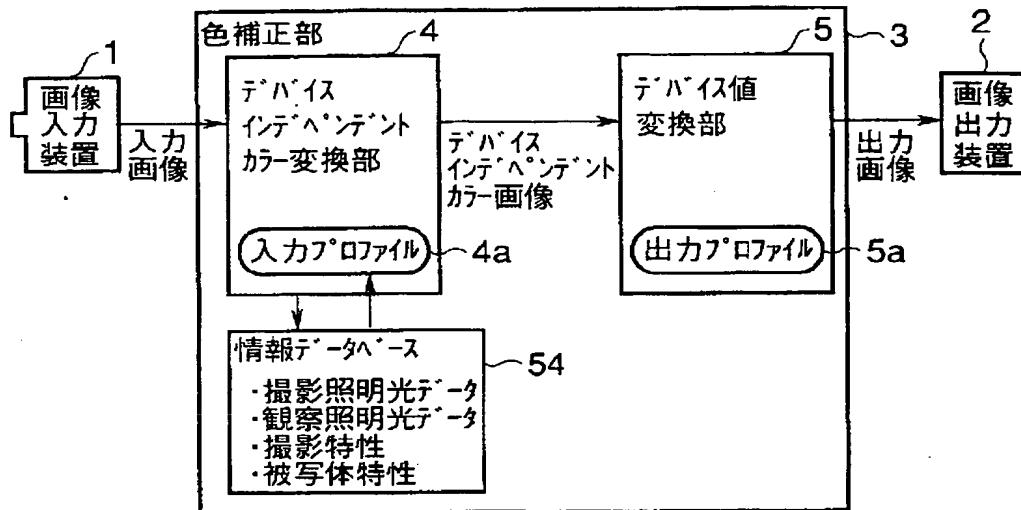 色補正部
1
画像
入力
装置
入力
画像
4
デバイス
インデペンデント
カラー変換部
入力プロファイル
4a
デバイス
インデペンデント
カラー画像
5
デバイス値
変換部
出力プロファイル
5a
3
出力
画像
2
画像
出力
装置
情報データベース
54
・撮影照明光データ
・観察照明光データ
・撮影特性
・被写体特性